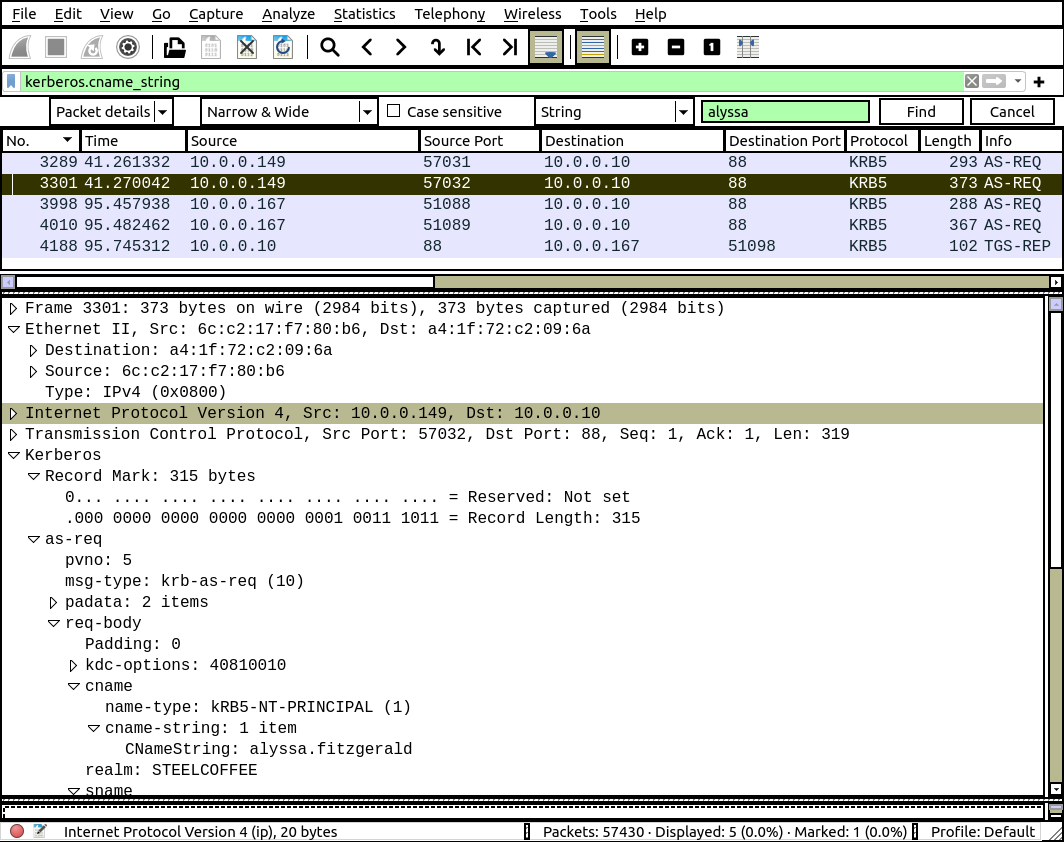 File Edit View Go Capture Analyze Statistics Telephony Wireless Tools Help
kerberos.cname_string
Packet details Narrow & Wide Case sensitive String alyssa Find Cancel
No. Time Source Source Port Destination Destination Port Protocol Length Info
3289 41.261332 10.0.0.149 57031 10.0.0.10 88 KRB5 293 AS-REQ
3301 41.270042 10.0.0.149 57032 10.0.0.10 88 KRB5 373 AS-REQ
3998 95.457938 10.0.0.167 51088 10.0.0.10 88 KRB5 288 AS-REQ
4010 95.482462 10.0.0.167 51089 10.0.0.10 88 KRB5 367 AS-REQ
4188 95.745312 10.0.0.10 88 10.0.0.167 51098 KRB5 102 TGS-REP
Frame 3301: 373 bytes on wire (2984 bits), 373 bytes captured (2984 bits)
Ethernet II, Src: 6c:c2:17:f7:80:b6, Dst: a4:1f:72:c2:09:6a
Destination: a4:1f:72:c2:09:6a
Source: 6c:c2:17:f7:80:b6
Type: IPv4 (0x0800)
Internet Protocol Version 4, Src: 10.0.0.149, Dst: 10.0.0.10
Transmission Control Protocol, Src Port: 57032, Dst Port: 88, Seq: 1, Ack: 1, Len: 319
Kerberos
Record Mark: 315 bytes
0... .... .... .... .... .... .... .... = Reserved: Not set
.000 0000 0000 0000 0000 0001 0011 1011 = Record Length: 315
as-req
pvno: 5
msg-type: krb-as-req (10)
padata: 2 items
req-body
Padding: 0
kdc-options: 40810010
cname
name-type: kRB5-NT-PRINCIPAL (1)
cname-string: 1 item
CNameString: alyssa.fitzgerald
realm: STEELCOFFEE
sname
Internet Protocol Version 4 (ip), 20 bytes Packets: 57430 · Displayed: 5 (0.0%) · Marked: 1 (0.0%) Profile: Default